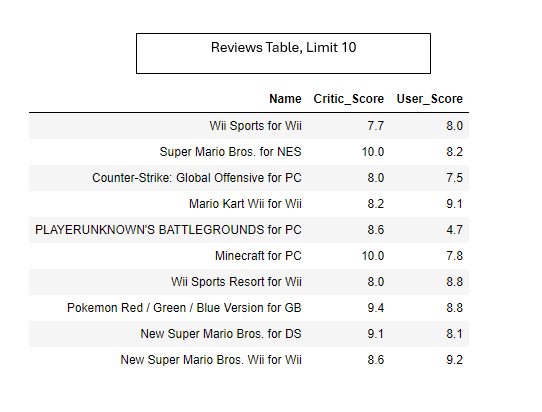 Reviews Table, Limit 10
Name Critic_Score User_Score
Wii Sports for Wii 7.7 8.0
Super Mario Bros. for NES 10.0 8.2
Counter-Strike: Global Offensive for PC 8.0 7.5
Mario Kart Wii for Wii 8.2 9.1
PLAYERUNKNOWN'S BATTLEGROUNDS for PC 8.6 4.7
Minecraft for PC 10.0 7.8
Wii Sports Resort for Wii 8.0 8.8
Pokemon Red / Green / Blue Version for GB 9.4 8.8
New Super Mario Bros. for DS 9.1 8.1
New Super Mario Bros. Wii for Wii 8.6 9.2